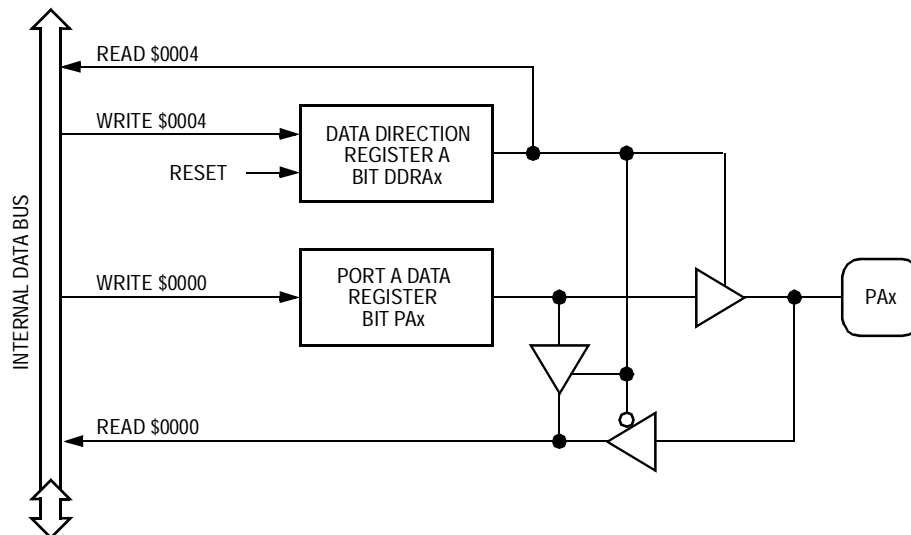 READ $0004
WRITE $0004
RESET
DATA DIRECTION
REGISTER A
BIT DDRAx
INTERNAL DATA BUS
WRITE $0000
PORT A DATA
REGISTER
BIT PAx
PAx
READ $0000